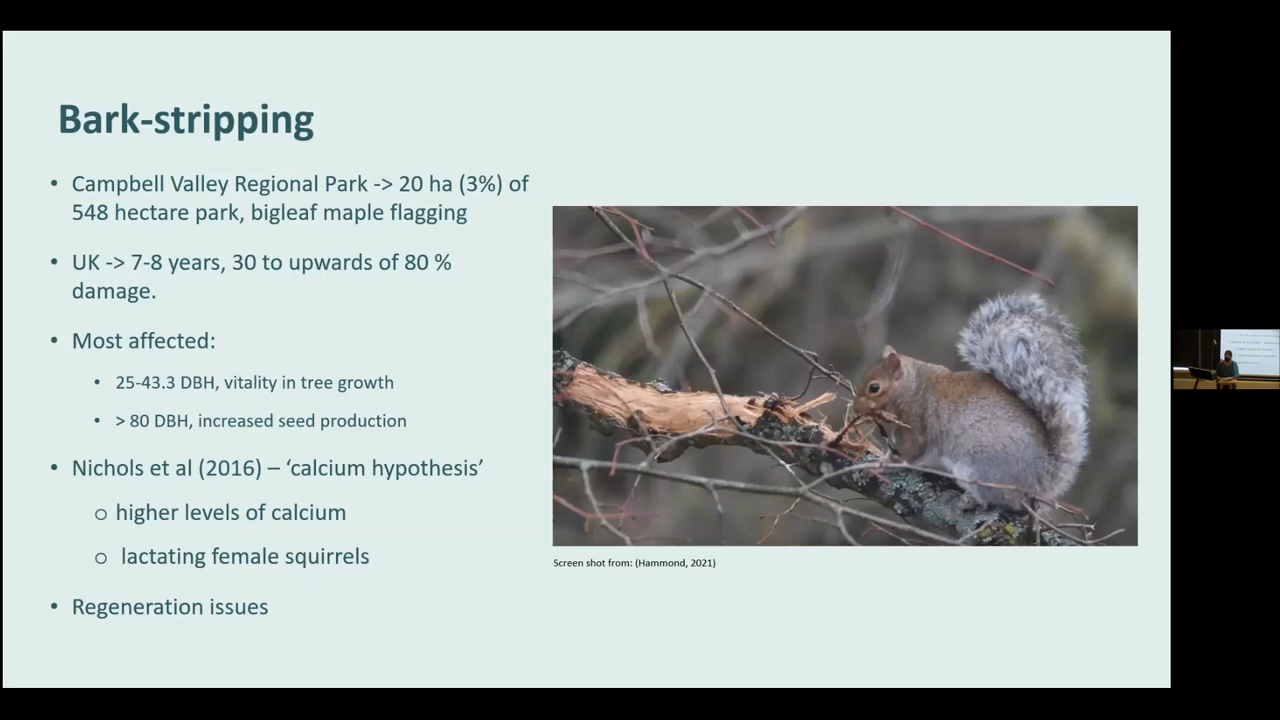 Bark-stripping
• Campbell Valley Regional Park -> 20 ha (3%) of
548 hectare park, bigleaf maple flagging
• UK -> 7-8 years, 30 to upwards of 80 %
damage.
• Most affected:
• 25-43.3 DBH, vitality in tree growth
• > 80 DBH, increased seed production
• Nichols et al (2016) – ‘calcium hypothesis’
o higher levels of calcium
o lactating female squirrels
• Regeneration issues
Screen shot from: (Hammond, 2021)